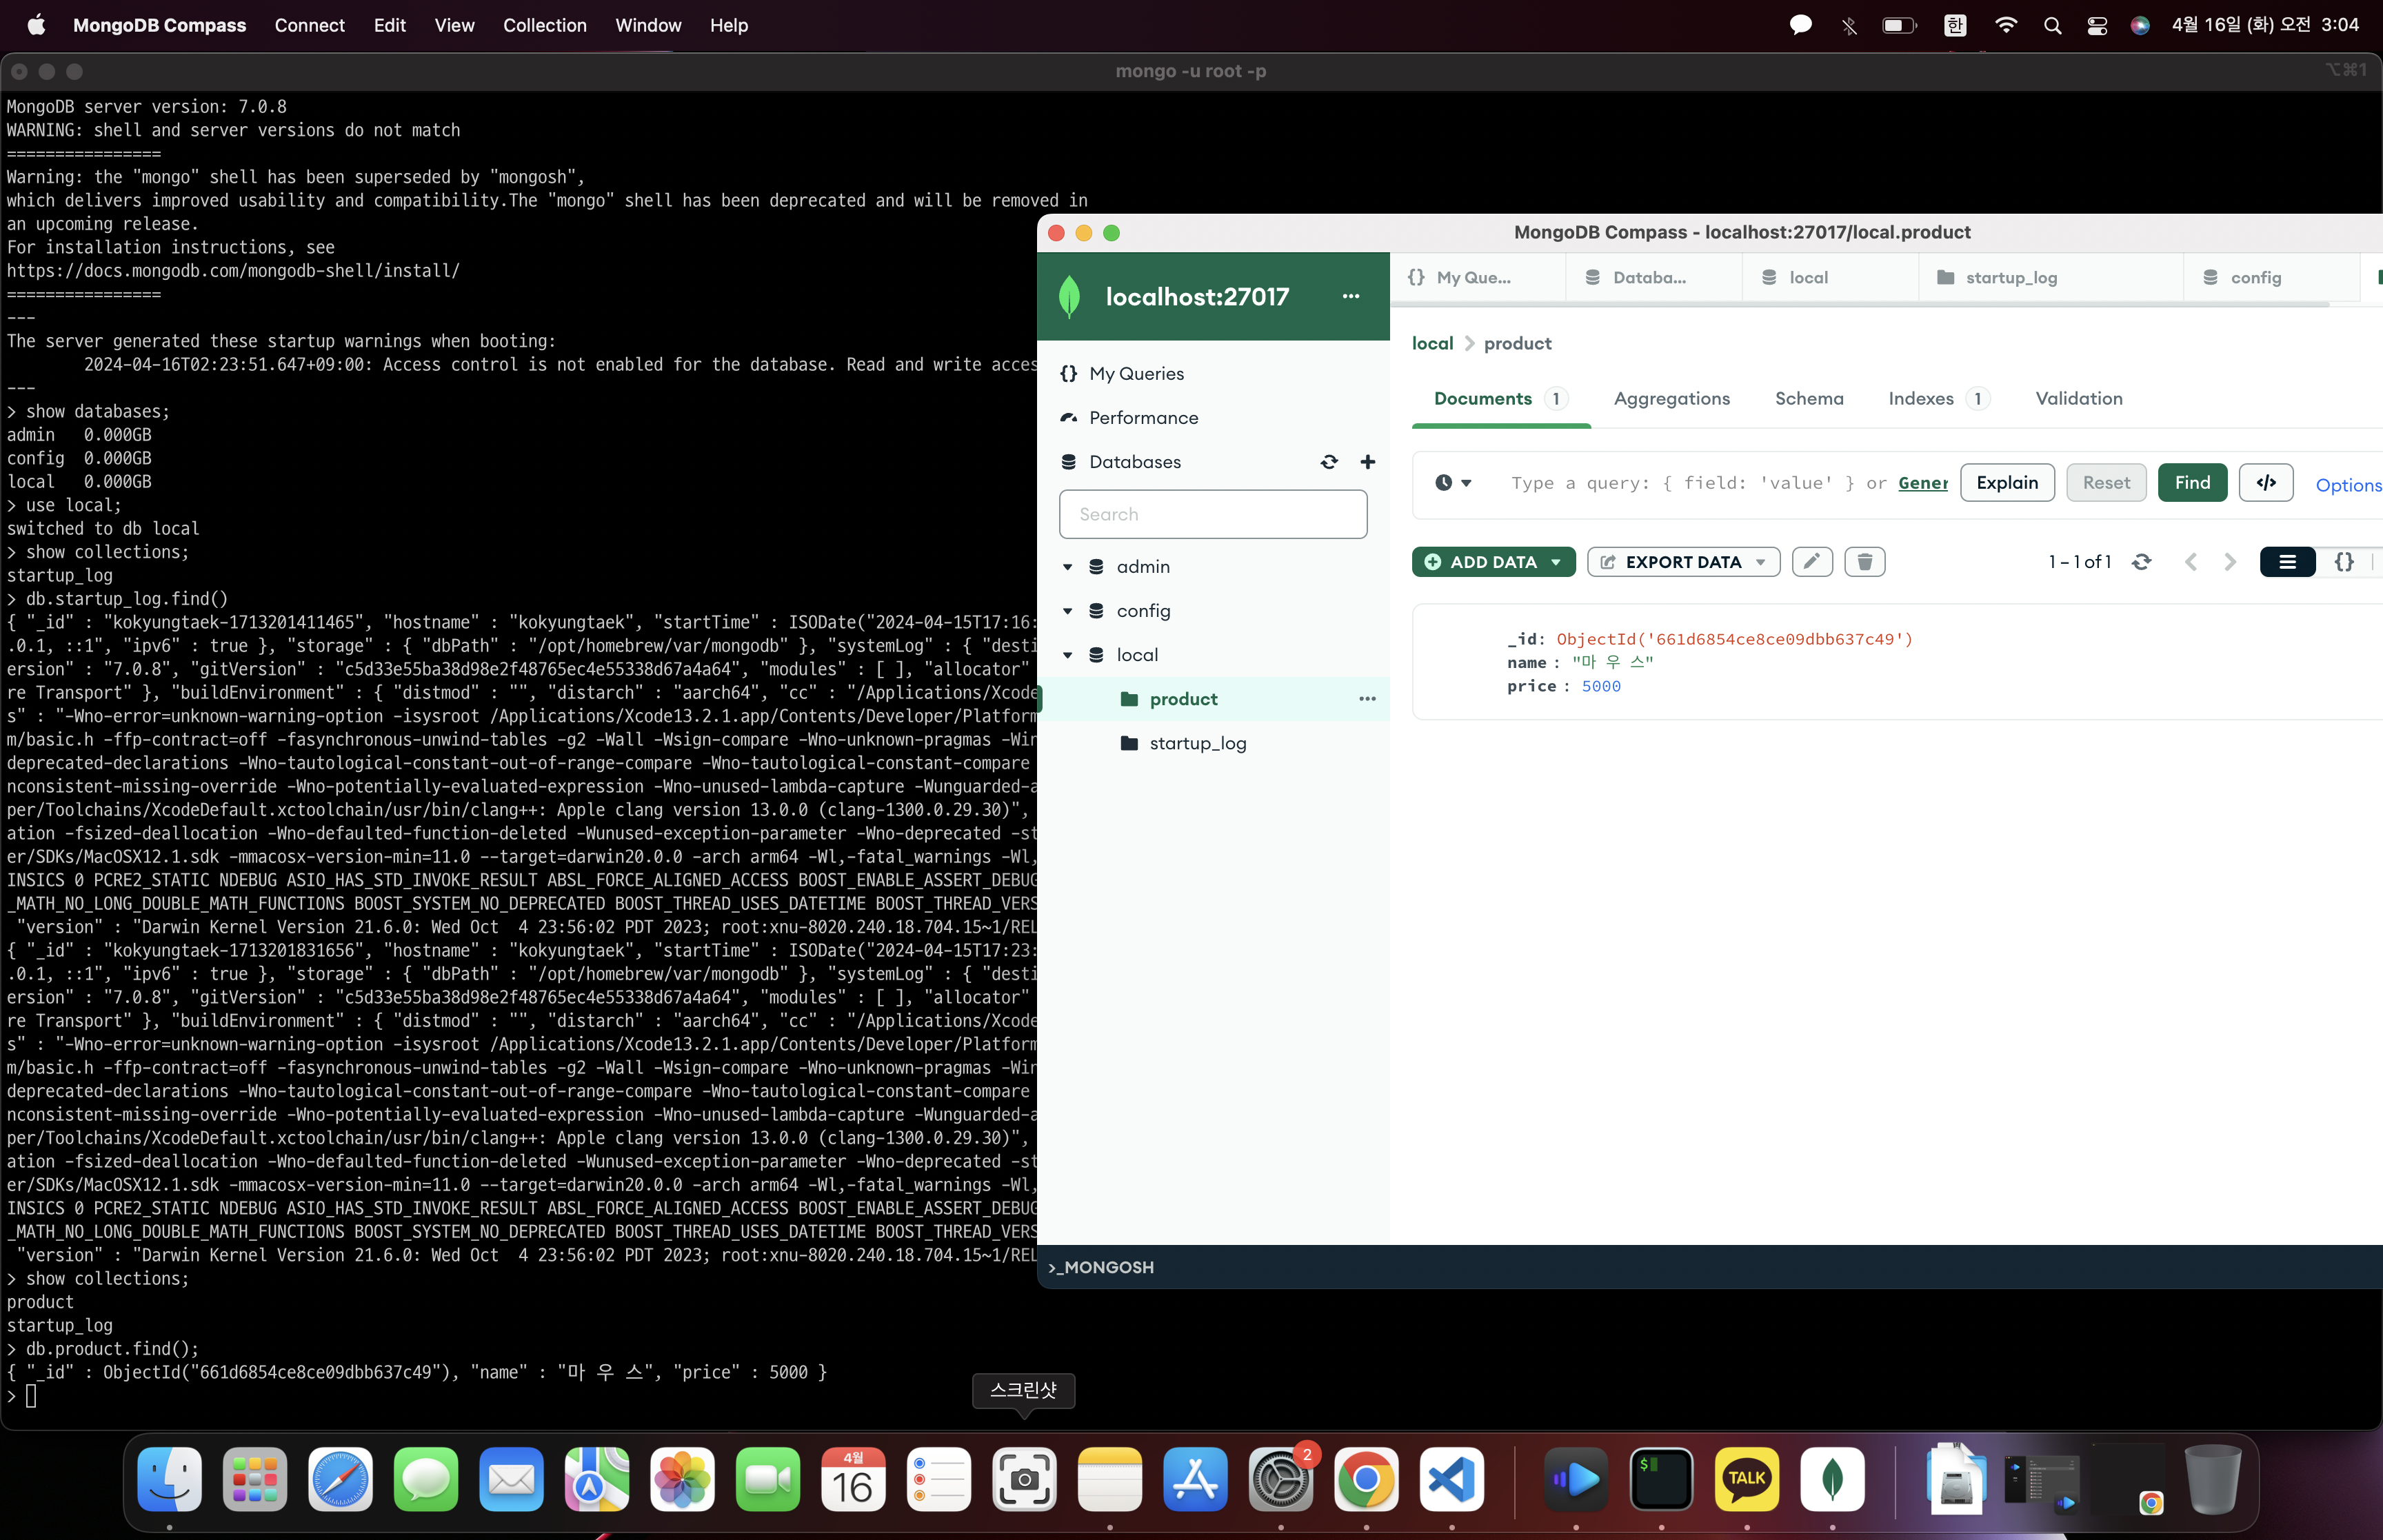 MongoDB Compass Connect Edit View Collection Window Help
한 4월 16일 (화) 오전 3:04
mongo -u root -p
⌥⌘1
MongoDB server version: 7.0.8
WARNING: shell and server versions do not match
================
Warning: the "mongo" shell has been superseded by "mongosh",
which delivers improved usability and compatibility.The "mongo" shell has been deprecated and will be removed in
an upcoming release.
For installation instructions, see
https://docs.mongodb.com/mongodb-shell/install/
================
---
The server generated these startup warnings when booting:
2024-04-16T02:23:51.647+09:00: Access control is not enabled for the database. Read and write acces
---
> show databases;
admin 0.000GB
config 0.000GB
local 0.000GB
> use local;
switched to db local
> show collections;
startup_log
> db.startup_log.find()
{ "_id" : "kokyungtaek-1713201411465", "hostname" : "kokyungtaek", "startTime" : ISODate("2024-04-15T17:16:
.0.1, ::1", "ipv6" : true }, "storage" : { "dbPath" : "/opt/homebrew/var/mongodb" }, "systemLog" : { "desti
ersion" : "7.0.8", "gitVersion" : "c5d33e55ba38d98e2f48765ec4e55338d67a4a64", "modules" : [ ], "allocator"
re Transport" }, "buildEnvironment" : { "distmod" : "", "distarch" : "aarch64", "cc" : "/Applications/Xcode
s" : "-Wno-error=unknown-warning-option -isysroot /Applications/Xcode13.2.1.app/Contents/Developer/Platform
m/basic.h -ffp-contract=off -fasynchronous-unwind-tables -g2 -Wall -Wsign-compare -Wno-unknown-pragmas -Wir
deprecated-declarations -Wno-tautological-constant-out-of-range-compare -Wno-tautological-constant-compare
nconsistent-missing-override -Wno-potentially-evaluated-expression -Wno-unused-lambda-capture -Wunguarded-a
per/Toolchains/XcodeDefault.xctoolchain/usr/bin/clang++: Apple clang version 13.0.0 (clang-1300.0.29.30)",
ation -fsized-deallocation -Wno-defaulted-function-deleted -Wunused-exception-parameter -Wno-deprecated -st
er/SDKs/MacOSX12.1.sdk -mmacosx-version-min=11.0 --target=darwin20.0.0 -arch arm64 -Wl,-fatal_warnings -Wl,
INSICS 0 PCRE2_STATIC NDEBUG ASIO_HAS_STD_INVOKE_RESULT ABSL_FORCE_ALIGNED_ACCESS BOOST_ENABLE_ASSERT_DEBUG
_MATH_NO_LONG_DOUBLE_MATH_FUNCTIONS BOOST_SYSTEM_NO_DEPRECATED BOOST_THREAD_USES_DATETIME BOOST_THREAD_VERS
"version" : "Darwin Kernel Version 21.6.0: Wed Oct 4 23:56:02 PDT 2023; root:xnu-8020.240.18.704.15~1/REL
{ "_id" : "kokyungtaek-1713201831656", "hostname" : "kokyungtaek", "startTime" : ISODate("2024-04-15T17:23:
.0.1, ::1", "ipv6" : true }, "storage" : { "dbPath" : "/opt/homebrew/var/mongodb" }, "systemLog" : { "desti
ersion" : "7.0.8", "gitVersion" : "c5d33e55ba38d98e2f48765ec4e55338d67a4a64", "modules" : [ ], "allocator"
re Transport" }, "buildEnvironment" : { "distmod" : "", "distarch" : "aarch64", "cc" : "/Applications/Xcode
s" : "-Wno-error=unknown-warning-option -isysroot /Applications/Xcode13.2.1.app/Contents/Developer/Platform
m/basic.h -ffp-contract=off -fasynchronous-unwind-tables -g2 -Wall -Wsign-compare -Wno-unknown-pragmas -Wir
deprecated-declarations -Wno-tautological-constant-out-of-range-compare -Wno-tautological-constant-compare
nconsistent-missing-override -Wno-potentially-evaluated-expression -Wno-unused-lambda-capture -Wunguarded-a
per/Toolchains/XcodeDefault.xctoolchain/usr/bin/clang++: Apple clang version 13.0.0 (clang-1300.0.29.30)",
ation -fsized-deallocation -Wno-defaulted-function-deleted -Wunused-exception-parameter -Wno-deprecated -st
er/SDKs/MacOSX12.1.sdk -mmacosx-version-min=11.0 --target=darwin20.0.0 -arch arm64 -Wl,-fatal_warnings -Wl,
INSICS 0 PCRE2_STATIC NDEBUG ASIO_HAS_STD_INVOKE_RESULT ABSL_FORCE_ALIGNED_ACCESS BOOST_ENABLE_ASSERT_DEBUG
_MATH_NO_LONG_DOUBLE_MATH_FUNCTIONS BOOST_SYSTEM_NO_DEPRECATED BOOST_THREAD_USES_DATETIME BOOST_THREAD_VERS
"version" : "Darwin Kernel Version 21.6.0: Wed Oct 4 23:56:02 PDT 2023; root:xnu-8020.240.18.704.15~1/REL
> show collections;
product
startup_log
> db.product.find();
{ "_id" : ObjectId("661d6854ce8ce09dbb637c49"), "name" : "마 우 스", "price" : 5000 }
>
MongoDB Compass - localhost:27017/local.product
localhost:27017 •••
{} My Que... Databa... local startup_log config
My Queries
Performance
Databases
Search
admin
config
local
product •••
startup_log
local > product
Documents 1 Aggregations Schema Indexes 1 Validation
Type a query: { field: 'value' } or Gener Explain Reset Find </> Options
ADD DATA EXPORT DATA 1 – 1 of 1 {}
_id: ObjectId('661d6854ce8ce09dbb637c49')
name : "마 우 스"
price : 5000
>_MONGOSH
스크린샷
4월
16
2
$
TALK